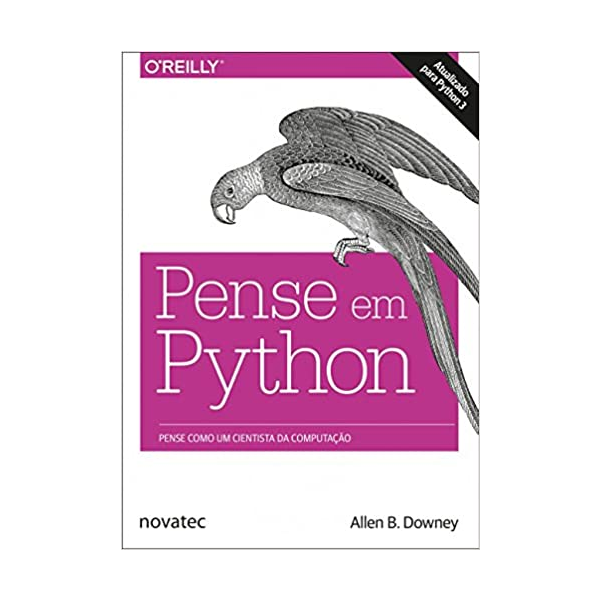 O'REILLY®
Atualizado
para Python 3
Pense em
Python
PENSE COMO UM CIENTISTA DA COMPUTAÇÃO
novatec
Allen B. Downey